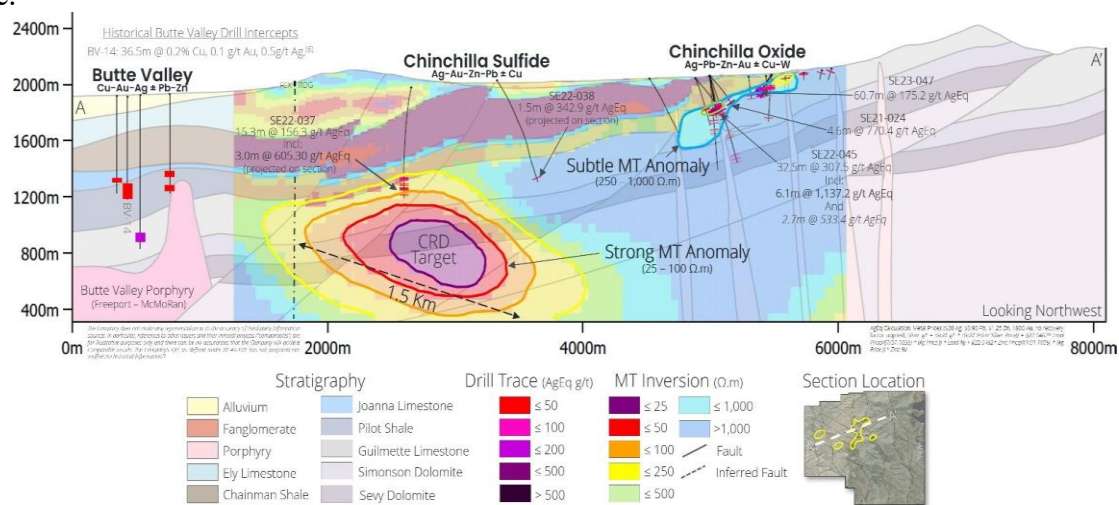 e.
Historical Butte Valley Drill Intercepts
BV-14: 36.5m @ 0.2% Cu, 0.1 g/t Au, 0.5g/t Ag.(6)
Butte Valley
Cu-Au-Ag ± Pb-Zn
Chinchilla Sulfide
Ag-Au-Zn-Pb ± Cu
Chinchilla Oxide
Ag-Pb-Zn-Au ± Cu-W
A
A'
2400m
2000m
1600m
1200m
800m
400m
SE22-037
15.3m @ 156.3 g/t AgEq
Incl:
3.0m @ 605.30 g/t AgEq
(projected on section)
SE22-038
1.5m @ 342.9 g/t AgEq
(projected on section)
SE23-047
60.7m @ 175.2 g/t AgEq
SE21-024
4.6m @ 770.4 g/t AgEq
SE22-045
32.5m @ 307.5 g/t AgEq
Incl:
6.1m @ 1,137.2 g/t AgEq
And
2.7m @ 533.4 g/t AgEq
Subtle MT Anomaly
(250 – 1,000 Ω.m)
BV-14
CRD
Target
Strong MT Anomaly
(25 – 100 Ω.m)
1.5 Km
Butte Valley Porphyry
(Freeport – McMoRan)
Looking Northwest
0m
2000m
4000m
6000m
8000m
Stratigraphy
Alluvium
Fanglomerate
Porphyry
Ely Limestone
Chainman Shale
Joanna Limestone
Pilot Shale
Guilmette Limestone
Simonson Dolomite
Sevy Dolomite
Drill Trace (AgEq g/t)
≤ 50
≤ 100
≤ 200
≤ 500
> 500
MT Inversion (Ω.m)
≤ 25
≤ 50
≤ 100
≤ 250
≤ 500
≤ 1,000
>1,000
Fault
Inferred Fault
Section Location
A